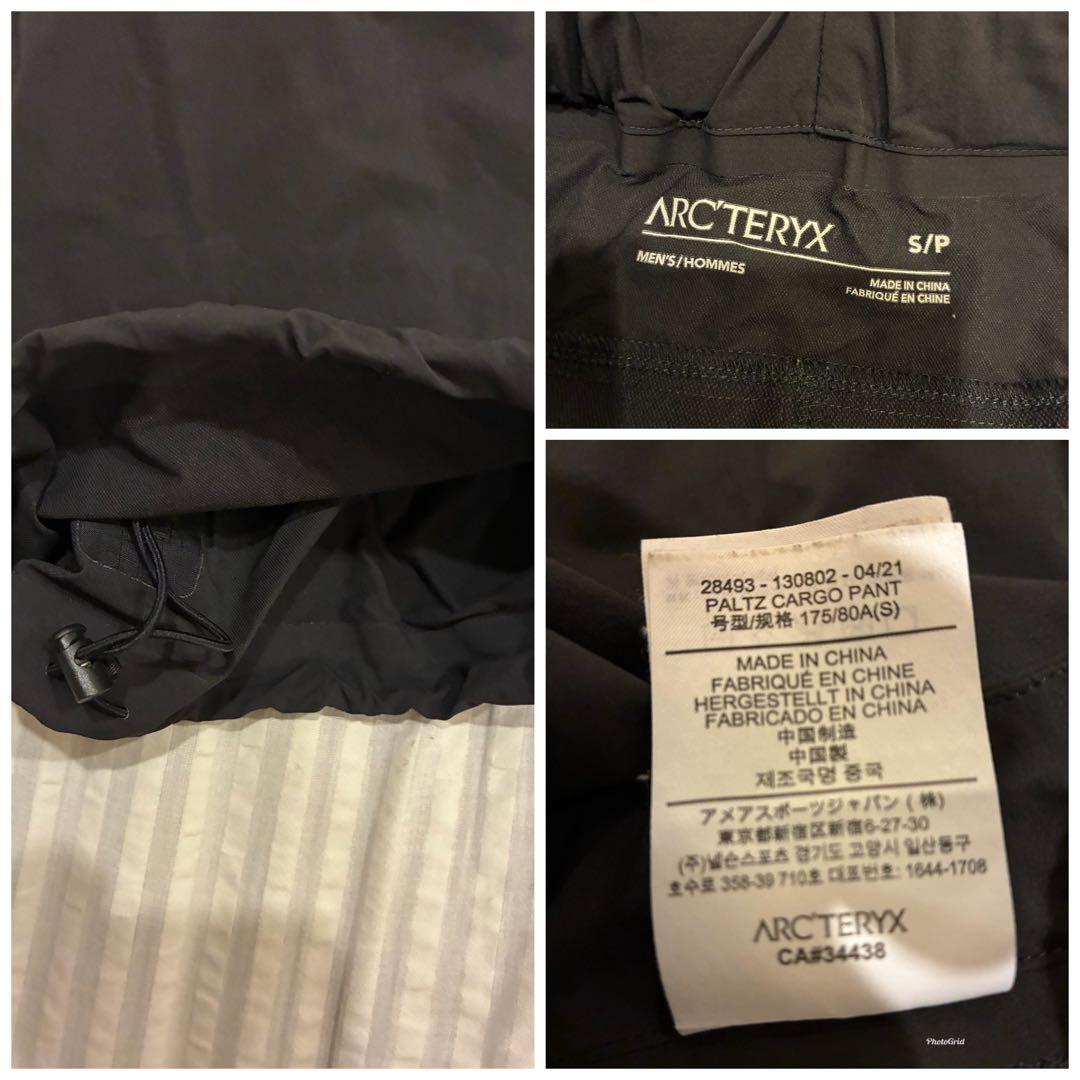 ARC'TERYX S/P
MEN'S/HOMMES
MADE IN CHINA
FABRIQUÉ EN CHINE
28493 - 130802 - 04/21
PALTZ CARGO PANT
号型/规格 175/80A(S)
MADE IN CHINA
FABRIQUÉ EN CHINE
HERGESTELLT IN CHINA
FABRICADO EN CHINA
中国制造
中国製
제조국명 중국
アメアスポーツジャパン (株)
東京都新宿区新宿6-27-30
(주)넬슨스포츠 경기도 고양시 일산동구
호수로 358-39 710호 대표번호: 1644-1708
ARC'TERYX
CA#34438
PhotoGrid